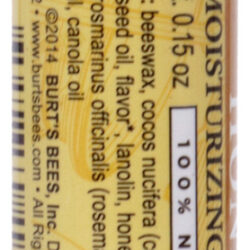 MOISTURIZING
0.15 oz
100% N
: beeswax, cocos nucifera (c
seed oil, flavor*, lanolin, hone
rosmarinus officinalis (rosem
, canola oil
©2014 BURT'S BEES, INC. D
• www.burtsbees.com • All Rig